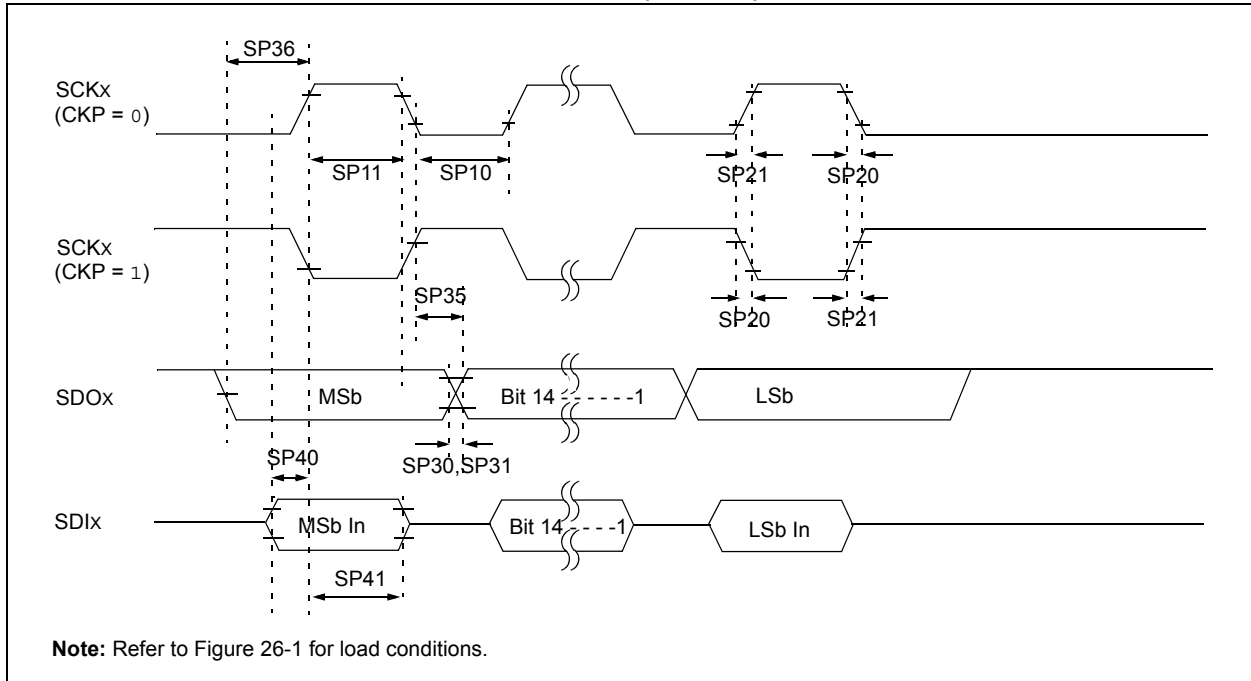 SP36
SCKx
(CKP = 0)
SP11
SP10
SP21
SP20
SCKx
(CKP = 1)
SP35
SP20
SP21
SDOx
MSb
Bit 14 - - - - - -1
LSb
SP40
SP30,SP31
SDIx
MSb In
Bit 14 - - - -1
LSb In
SP41
Note: Refer to Figure 26-1 for load conditions.